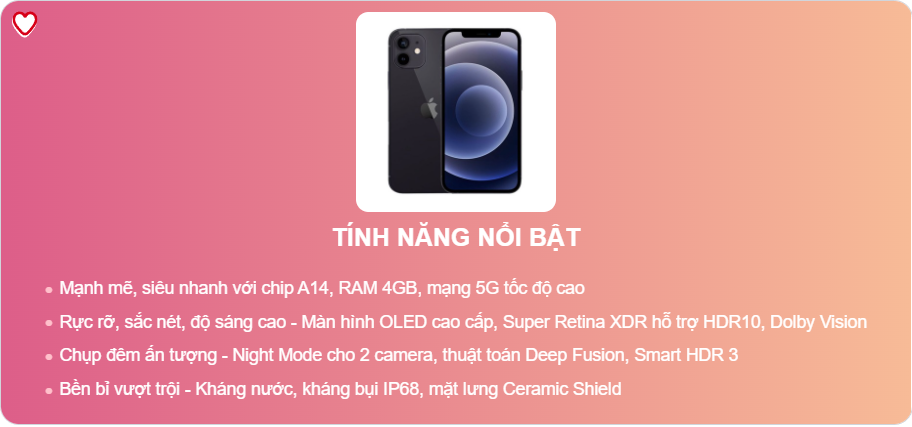 TÍNH NĂNG NỔI BẬT
Mạnh mẽ, siêu nhanh với chip A14, RAM 4GB, mạng 5G tốc độ cao
Rực rỡ, sắc nét, độ sáng cao - Màn hình OLED cao cấp, Super Retina XDR hỗ trợ HDR10, Dolby Vision
Chụp đêm ấn tượng - Night Mode cho 2 camera, thuật toán Deep Fusion, Smart HDR 3
Bền bỉ vượt trội - Kháng nước, kháng bụi IP68, mặt lưng Ceramic Shield